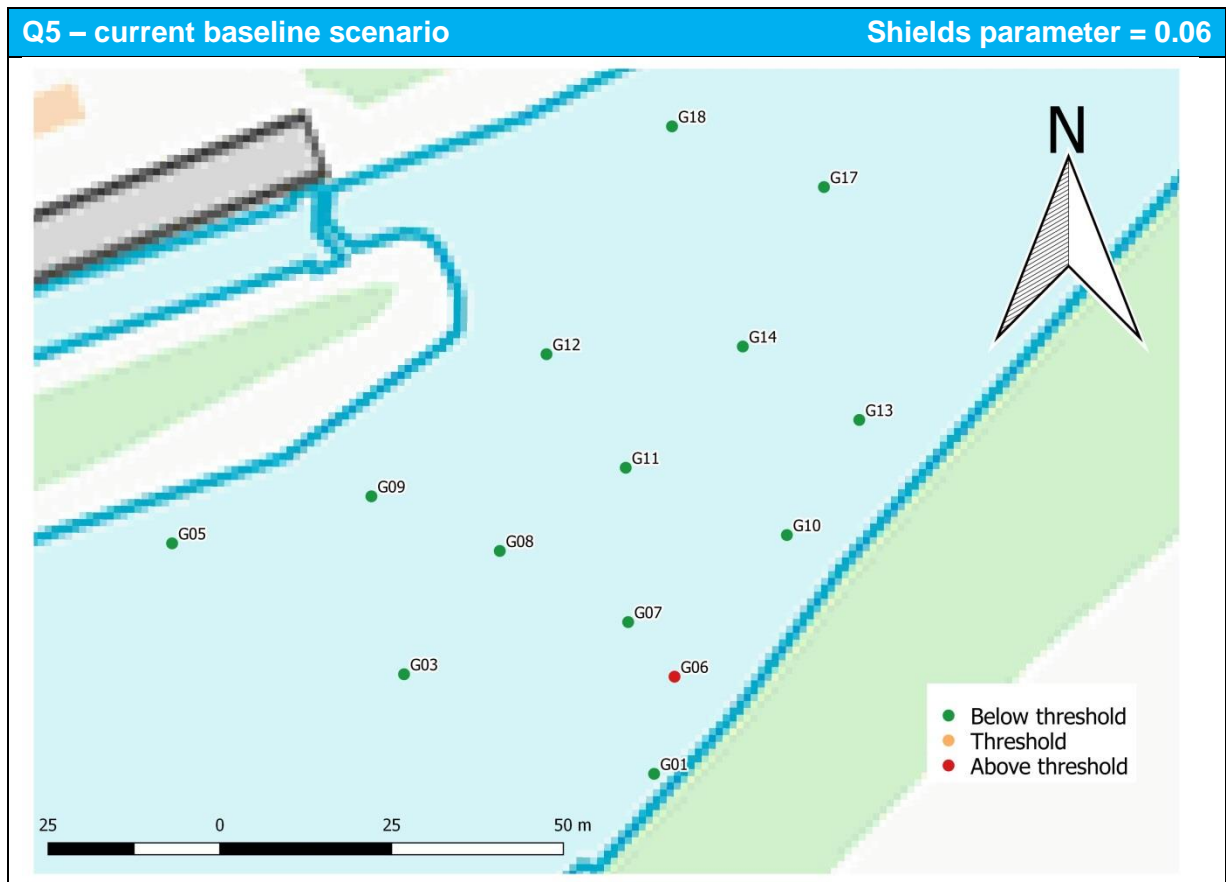 Q5 – current baseline scenario Shields parameter = 0.06
G18
N
G17
G12
G14
G13
G11
G09
G10
G05
G08
G07
G03
G06
Below threshold
Threshold
Above threshold
G01
25 0 25 50 m